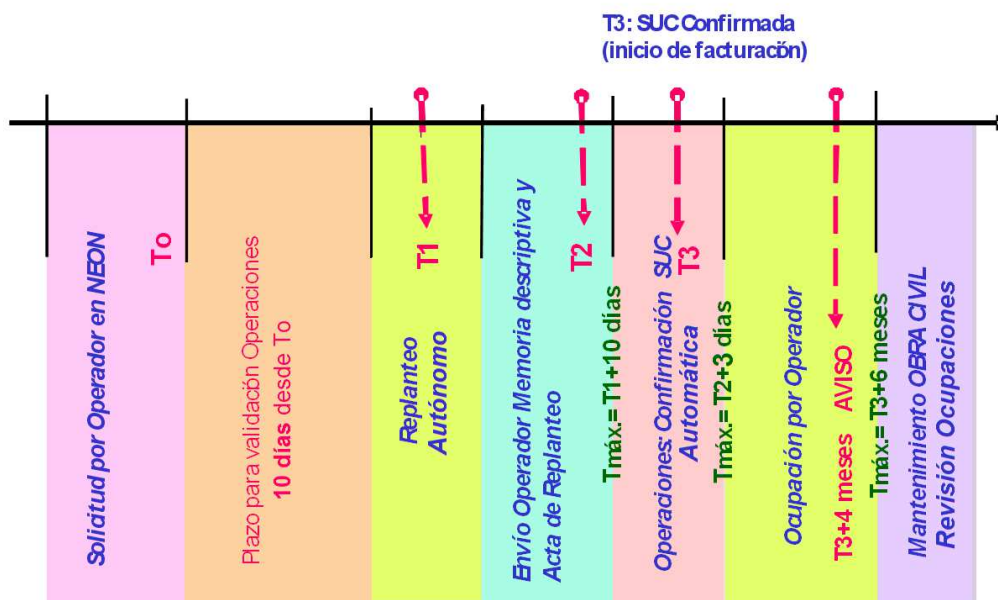 T3: SUC Confirmada
(inicio de facturación)
Solicitud por Operador en NEON
To
Plazo para validación Operaciones
10 días desde To
T1
Replanteo
Autónomo
Envío Operador Memoria descriptiva y
Acta de Replanteo
T2
Tmáx.= T1+10 días
Operaciones: Confirmación SUC
Automática
T3
Tmáx.= T2+3 días
Ocupación por Operador
T3+4 meses AVISO
Tmáx.= T3+6 meses
Mantenimiento OBRA CIVIL
Revisión Ocupaciones